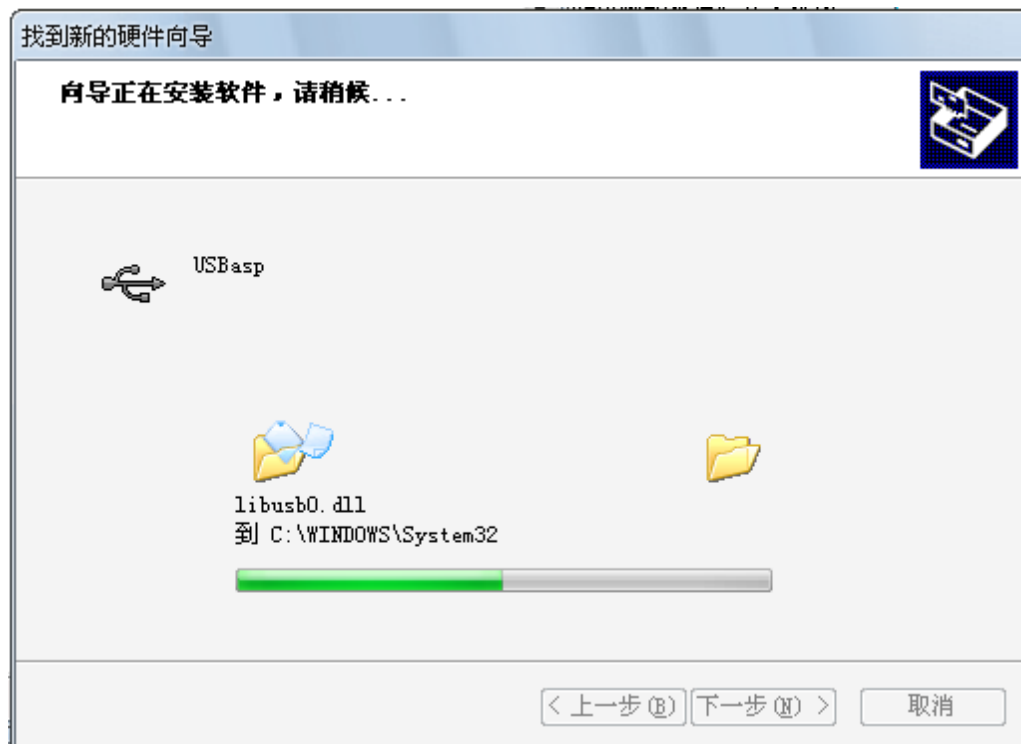 找到新的硬件向导
向导正在安装软件，请稍候...
USBasp
libusb0.dll
到 C:\WINDOWS\System32
< 上一步(B)
下一步(N) >
取消